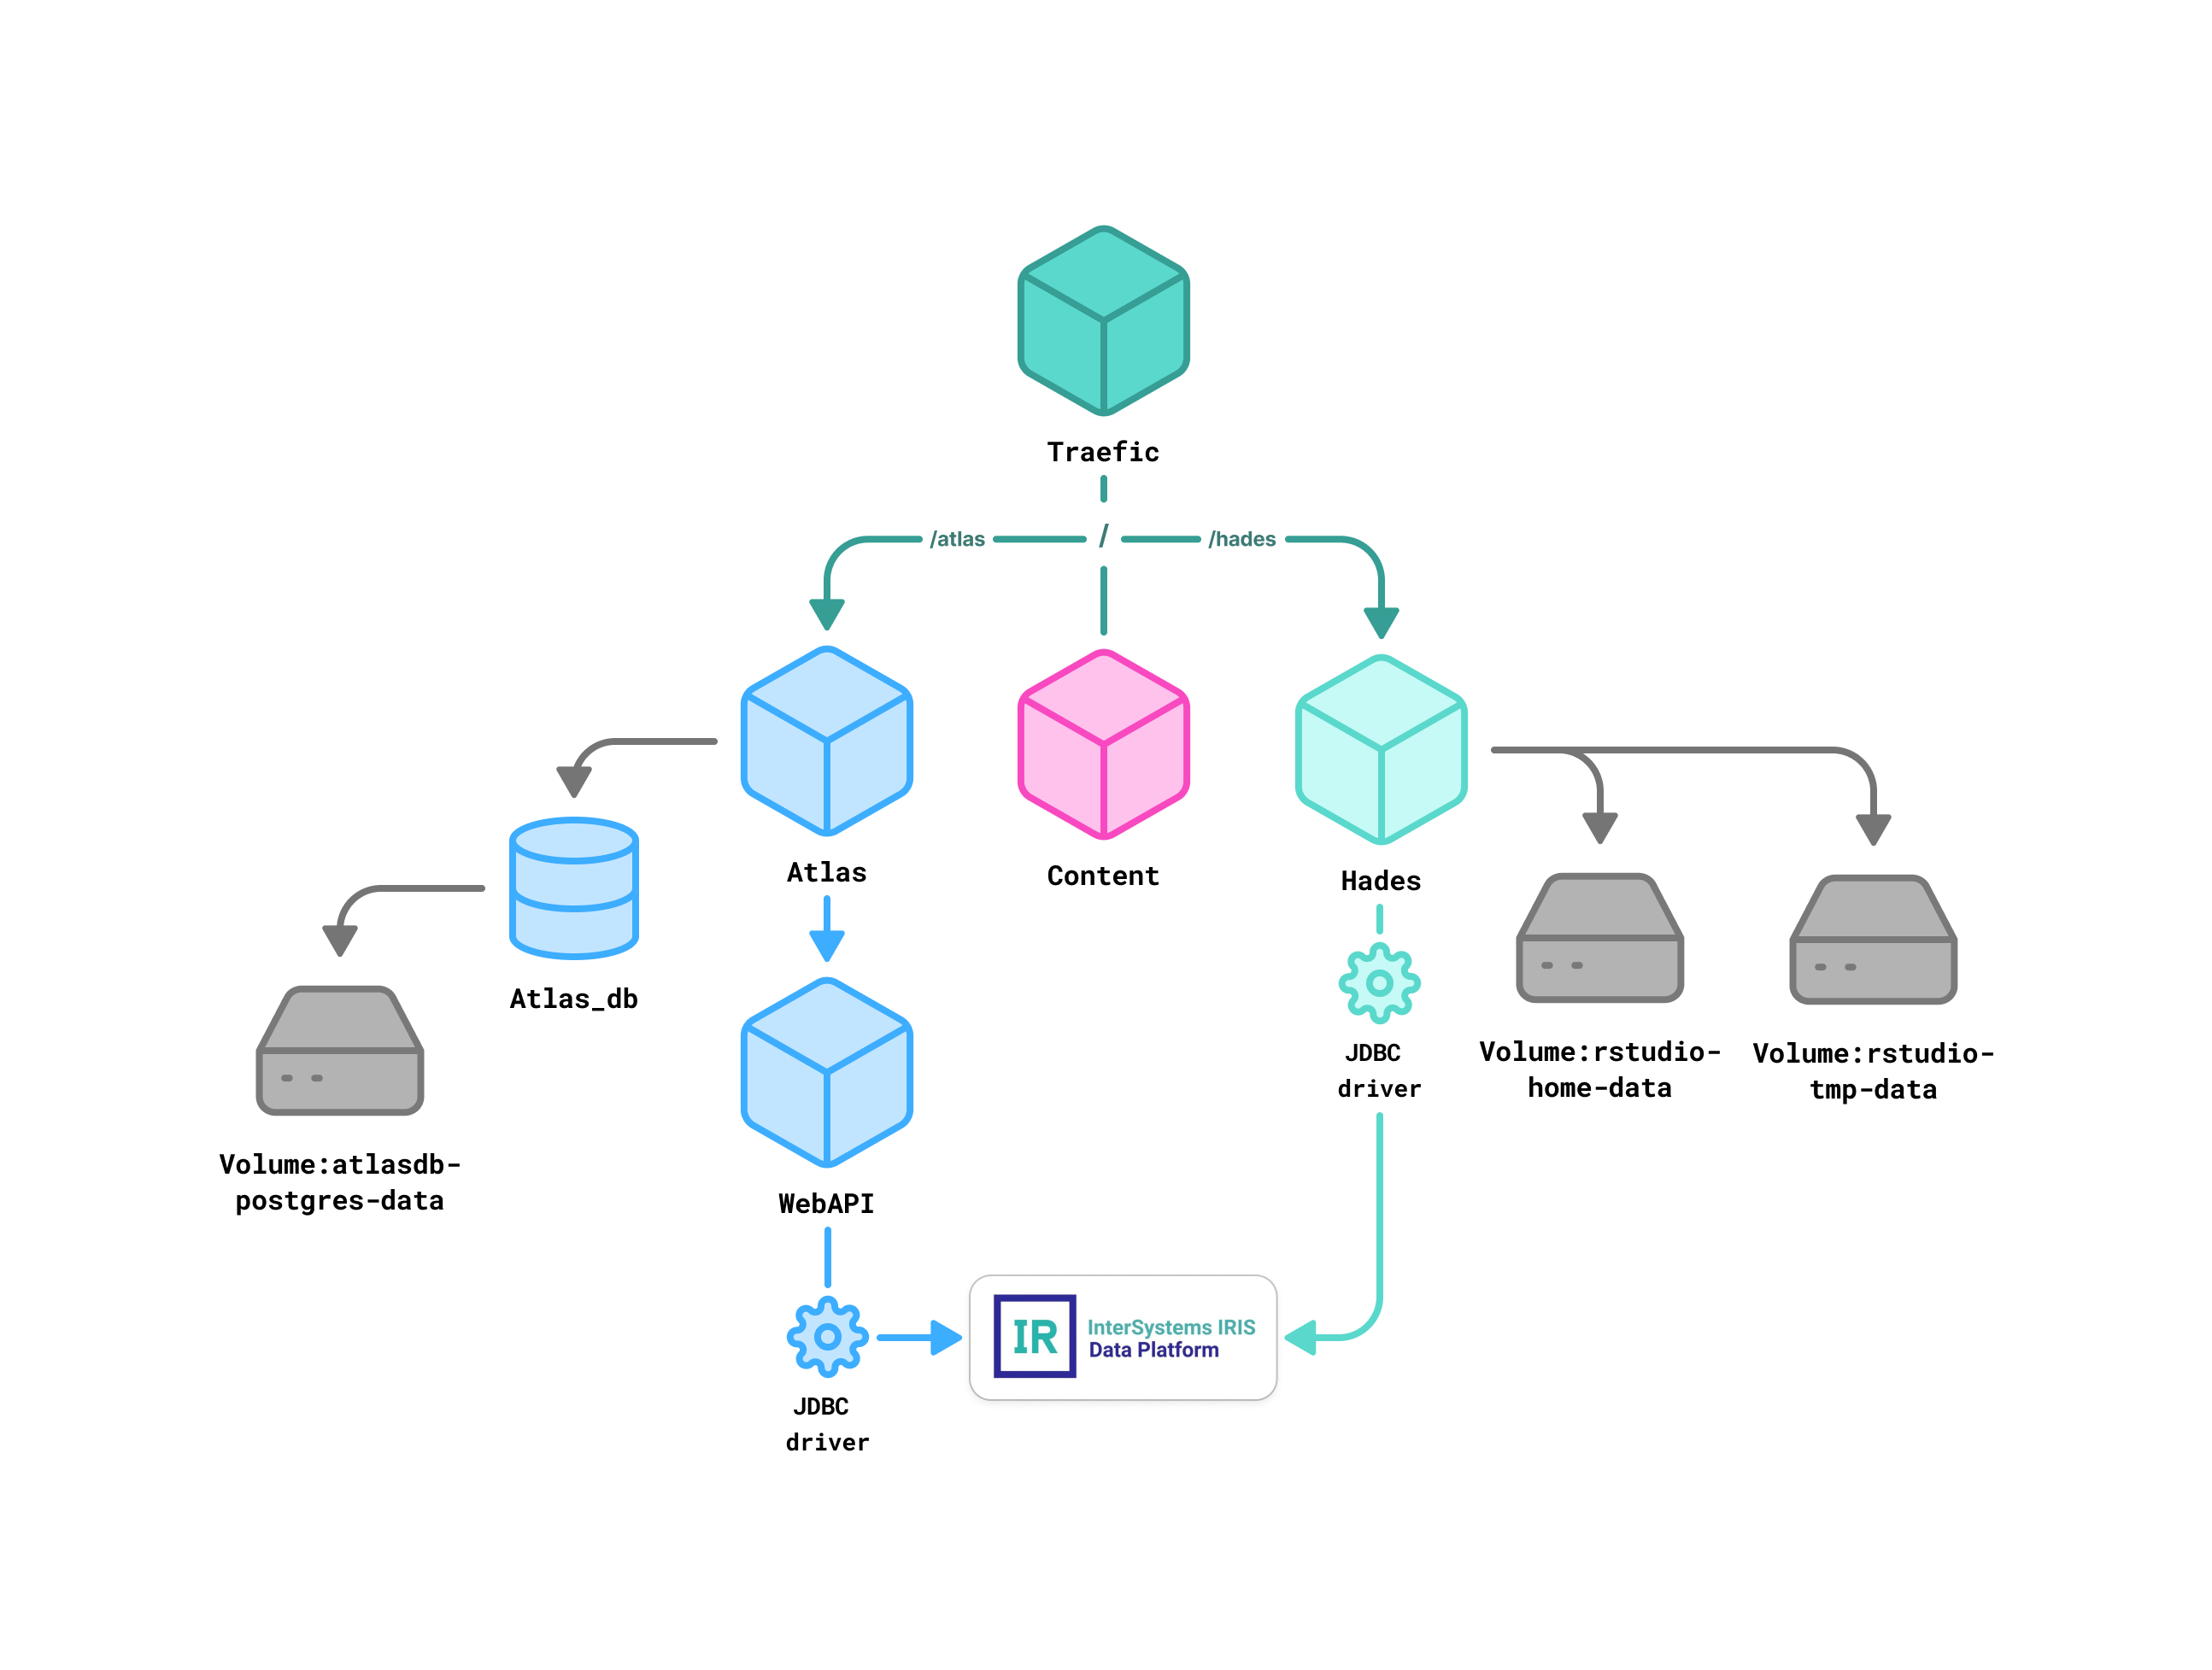 Traefic
/atlas
/
/hades
Atlas
Content
Hades
Atlas_db
JDBC
driver
Volume:rstudio-
home-data
Volume:rstudio-
tmp-data
Volume:atlasdb-
postgres-data
WebAPI
JDBC
driver
IR
InterSystems IRIS
Data Platform